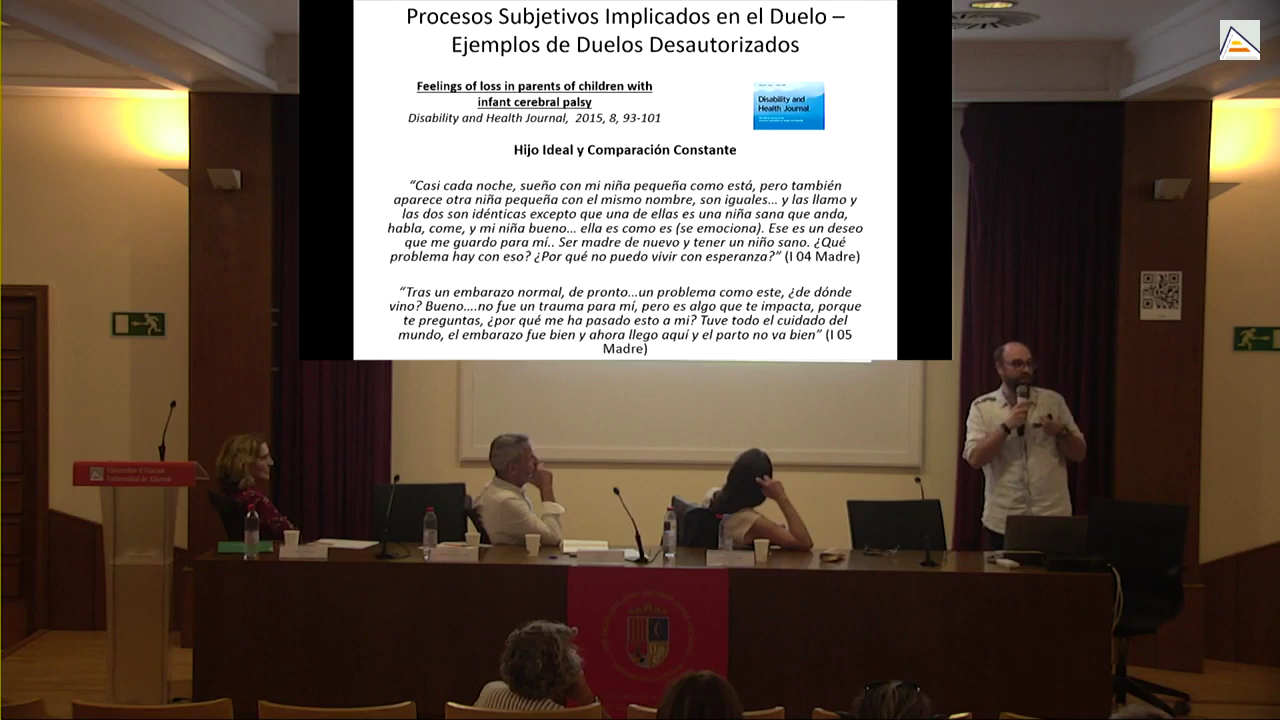 Procesos Subjetivos Implicados en el Duelo –
Ejemplos de Duelos Desautorizados
Feelings of loss in parents of children with
infant cerebral palsy
Disability and Health Journal, 2015, 8, 93-101
Disability and
Health Journal
Hijo Ideal y Comparación Constante
“Casi cada noche, sueño con mi niña pequeña como está, pero también
aparece otra niña pequeña con el mismo nombre, son iguales… y las llamo y
las dos son idénticas excepto que una de ellas es una niña sana que anda,
habla, come, y mi niña bueno… ella es como es (se emociona). Ese es un deseo
que me guardo para mí.. Ser madre de nuevo y tener un niño sano. ¿Qué
problema hay con eso? ¿Por qué no puedo vivir con esperanza?” (I 04 Madre)
“Tras un embarazo normal, de pronto…un problema como este, ¿de dónde
vino? Bueno….no fue un trauma para mí, pero es algo que te impacta, porque
te preguntas, ¿por qué me ha pasado esto a mi? Tuve todo el cuidado del
mundo, el embarazo fue bien y ahora llego aquí y el parto no va bien” (I 05
Madre)
Universitat d'Alacant
Universidad de Alicante